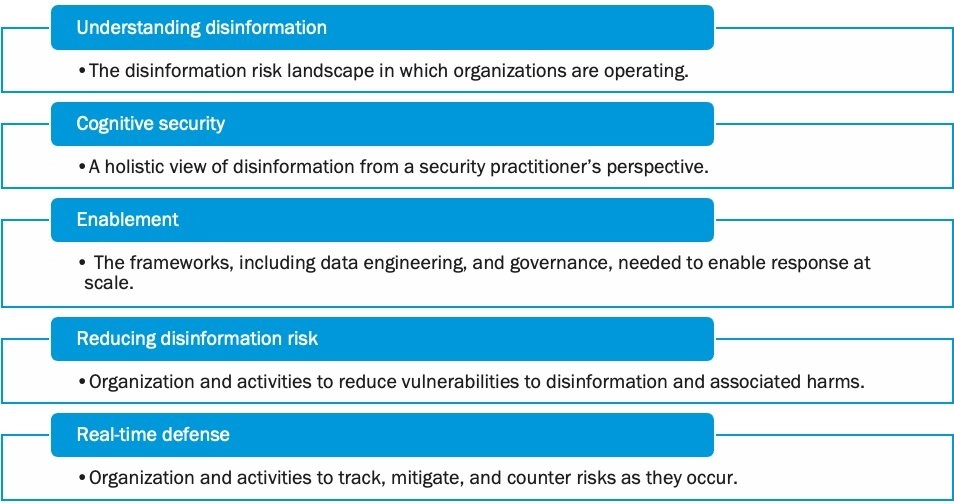 Understanding disinformation
•The disinformation risk landscape in which organizations are operating.
Cognitive security
•A holistic view of disinformation from a security practitioner’s perspective.
Enablement
• The frameworks, including data engineering, and governance, needed to enable response at
scale.
Reducing disinformation risk
•Organization and activities to reduce vulnerabilities to disinformation and associated harms.
Real-time defense
•Organization and activities to track, mitigate, and counter risks as they occur.